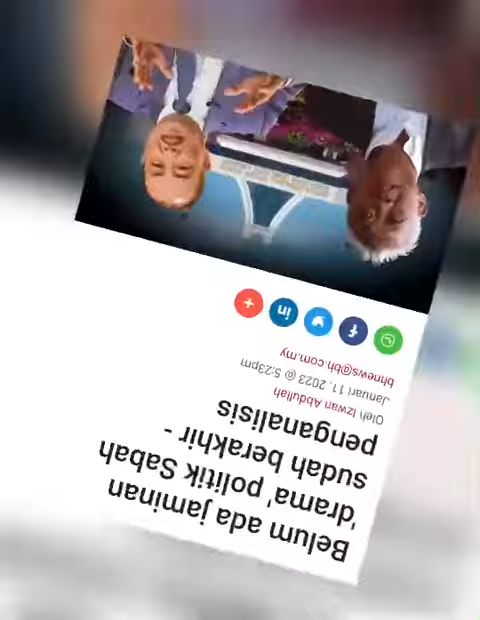 Belum ada jaminan
'drama' politik Sabah
sudah berakhir -
penganalisis
Oleh Izwan Abdullah
Januari 11, 2023 @ 5:23pm
bhnews@bh.com.my
f
in
+